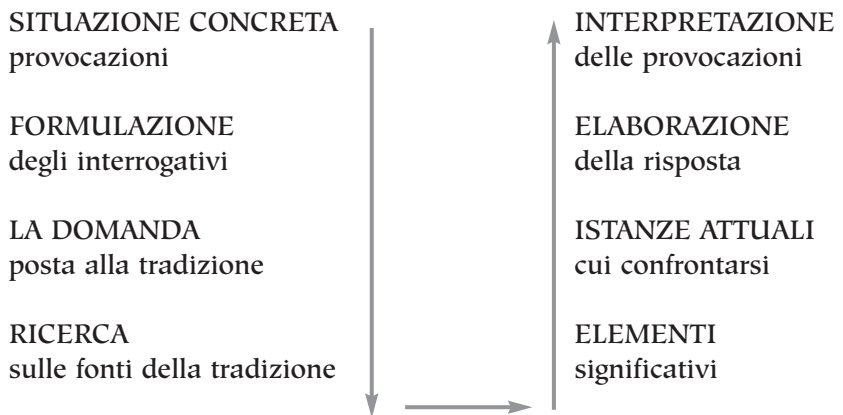 SITUAZIONE CONCRETA
provocazioni
FORMULAZIONE
degli interrogativi
LA DOMANDA
posta alla tradizione
RICERCA
sulle fonti della tradizione
INTERPRETAZIONE
delle provocazioni
ELABORAZIONE
della risposta
ISTANZE ATTUALI
cui confrontarsi
ELEMENTI
significativi